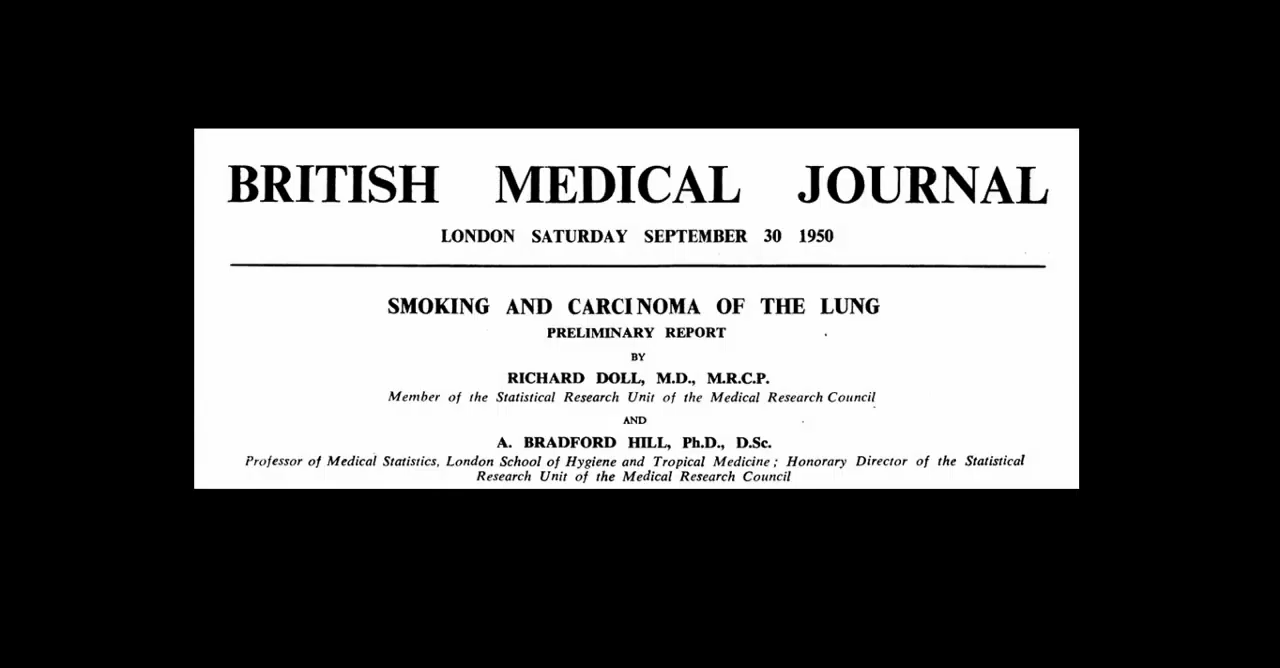 BRITISH MEDICAL JOURNAL
LONDON SATURDAY SEPTEMBER 30 1950
SMOKING AND CARCINOMA OF THE LUNG
PRELIMINARY REPORT
BY
RICHARD DOLL, M.D., M.R.C.P.
Member of the Statistical Research Unit of the Medical Research Council
AND
A. BRADFORD HILL, Ph.D., D.Sc.
Professor of Medical Statistics, London School of Hygiene and Tropical Medicine; Honorary Director of the Statistical
Research Unit of the Medical Research Council